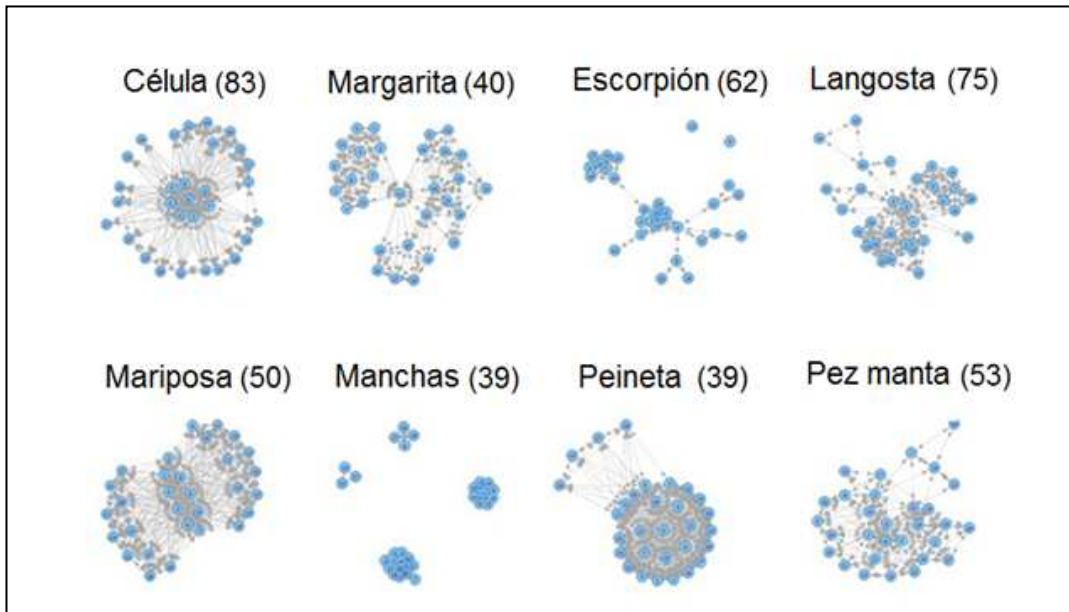 Célula (83) Margarita (40) Escorpión (62) Langosta (75)
Mariposa (50) Manchas (39) Peineta (39) Pez manta (53)